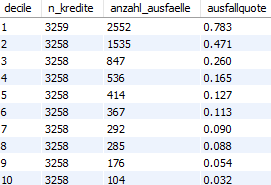 decile n_kredite anzahl_ausfaelle ausfallquote
1 3259 2552 0.783
2 3258 1535 0.471
3 3258 847 0.260
4 3258 536 0.165
5 3258 414 0.127
6 3258 367 0.113
7 3258 292 0.090
8 3258 285 0.088
9 3258 176 0.054
10 3258 104 0.032